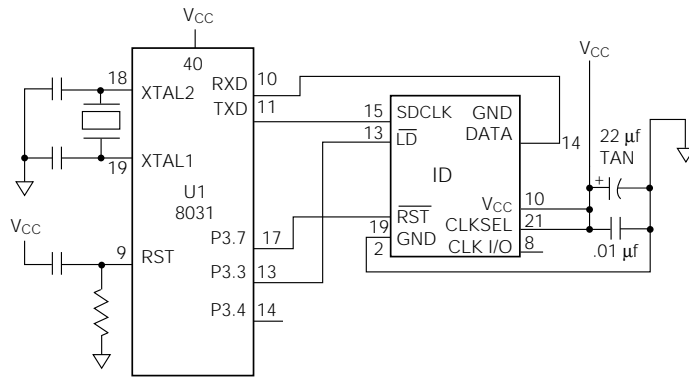 VCC
40
18
XTAL2
RXD
10
TXD
11
19
XTAL1
U1
8031
VCC
9
RST
P3.7
17
P3.3
13
P3.4
14
15
SDCLK
GND
13
LD
DATA
14
ID
RST
19
GND
2
VCC
10
CLKSEL
21
CLK I/O
8
VCC
22 μf
TAN
+
.01 μf